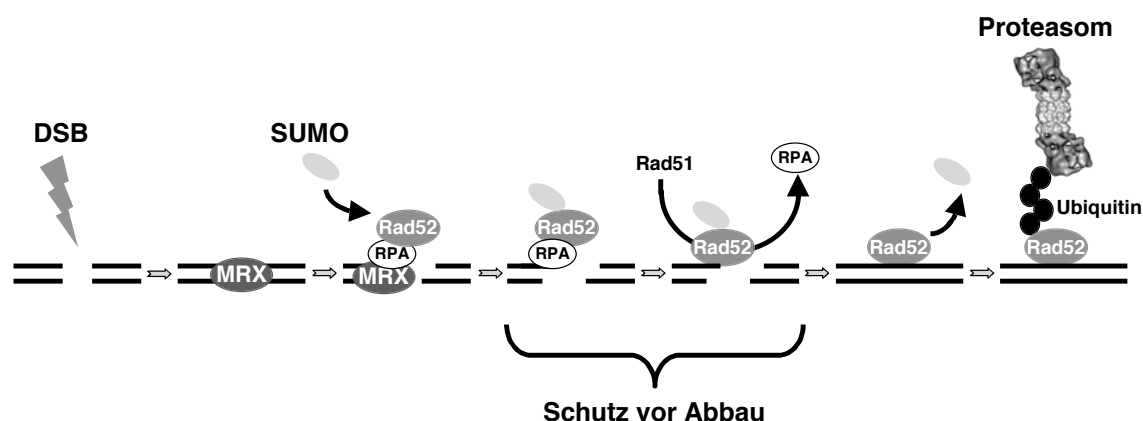 Proteasom
DSB
SUMO
Rad51
RPA
Rad52
RPA
MRX
MRX
Rad52
RPA
Rad52
Rad52
Ubiquitin
Rad52
Schutz vor Abbau